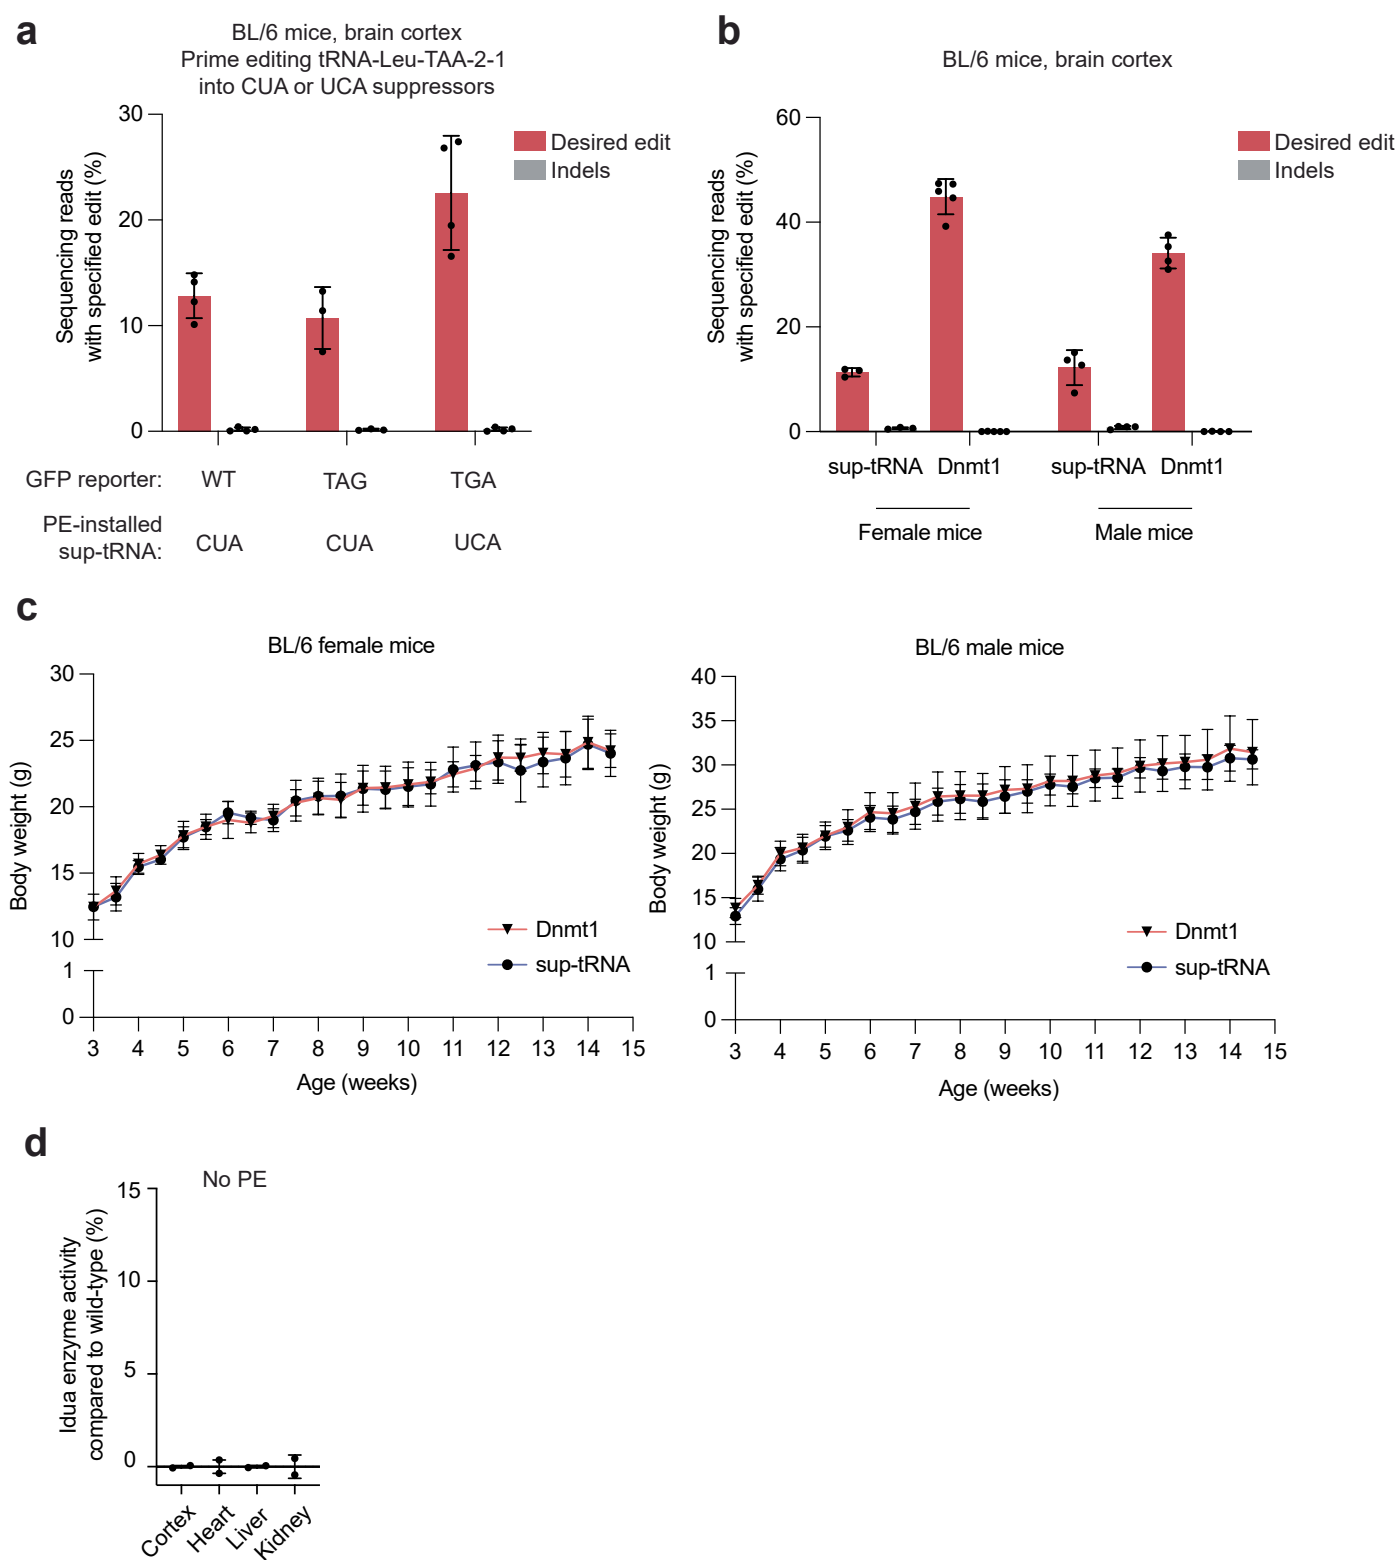 a
BL/6 mice, brain cortex
Prime editing tRNA-Leu-TAA-2-1
into CUA or UCA suppressors
Sequencing reads
with specified edit (%)
30
20
10
0
Desired edit
Indels
GFP reporter: WT TAG TGA
PE-installed
sup-tRNA: CUA CUA UCA
b
BL/6 mice, brain cortex
Sequencing reads
with specified edit (%)
60
40
20
0
Desired edit
Indels
sup-tRNA Dnmt1 sup-tRNA Dnmt1
Female mice Male mice
c
BL/6 female mice
Body weight (g)
30
25
20
15
10
1
0
Dnmt1
sup-tRNA
3 4 5 6 7 8 9 10 11 12 13 14 15
Age (weeks)
BL/6 male mice
Body weight (g)
40
35
30
25
20
15
10
1
0
Dnmt1
sup-tRNA
3 4 5 6 7 8 9 10 11 12 13 14 15
Age (weeks)
d
No PE
Idua enzyme activity
compared to wild-type (%)
15
10
5
0
Cortex Heart Liver Kidney